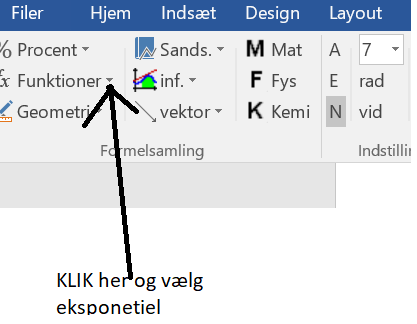 Filer Hjem Indsæt Design Layout
% Procent Sands. M Mat A 7
fx Funktioner inf. F Fys E rad
Geometri vektor K Kemi N vid
Formelsamling Indstillin
KLIK her og vælg
eksponetiel